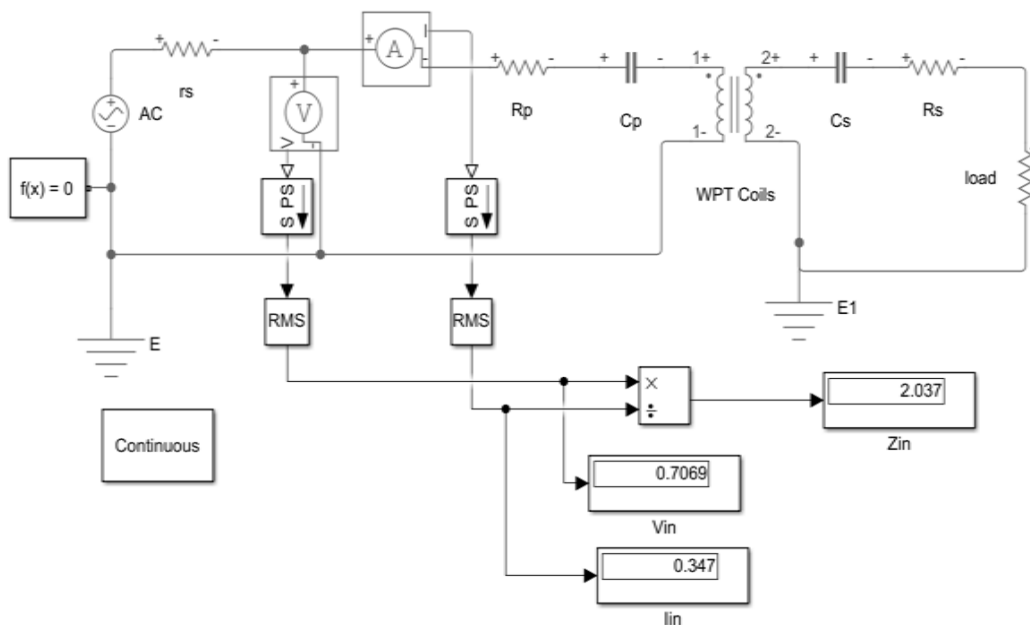 + -
rs
+ A I -
+ -
Rp
+ -
Cp
1+
1-
2+
2-
+ -
Cs
+ -
Rs
AC
+ V -
V
f(x) = 0
S PS
S PS
WPT Coils
load
RMS
RMS
E
E1
×
÷
2.037
Zin
Continuous
0.7069
Vin
0.347
Iin